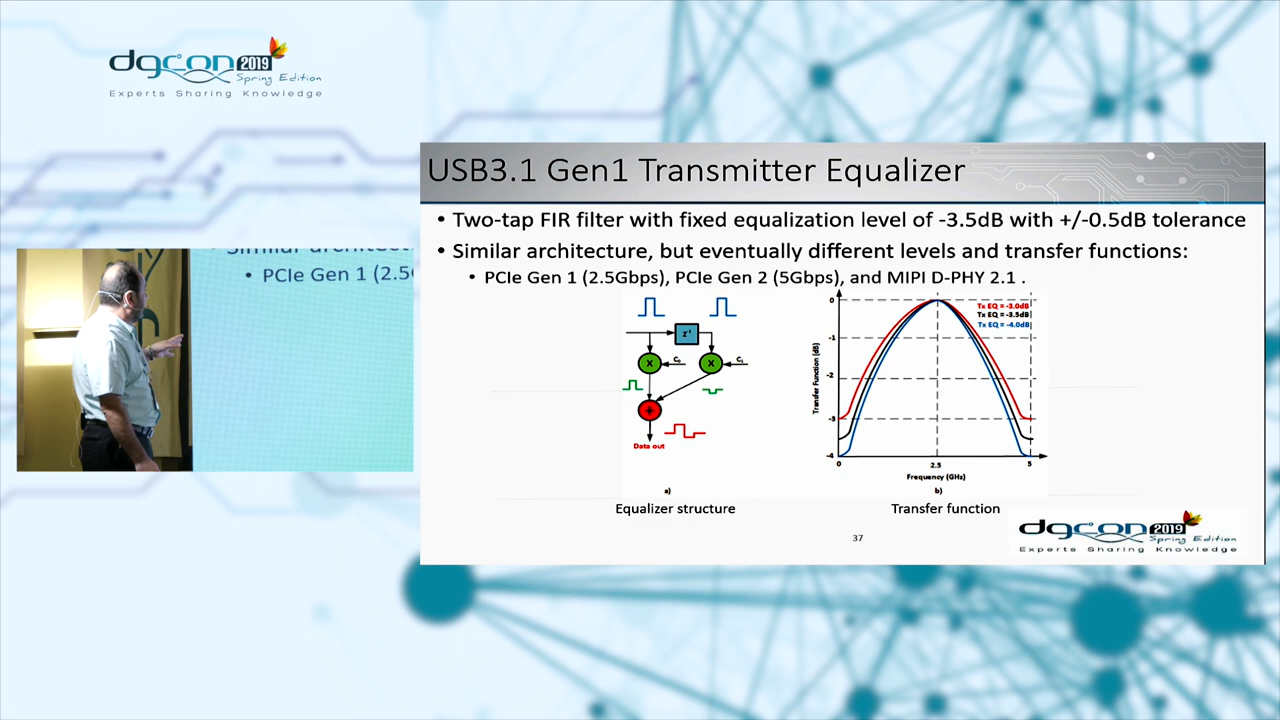 dgcon 2019
Spring Edition
Experts Sharing Knowledge
USB3.1 Gen1 Transmitter Equalizer
• Two-tap FIR filter with fixed equalization level of -3.5dB with +/-0.5dB tolerance
• Similar architecture, but eventually different levels and transfer functions:
• PCIe Gen 1 (2.5Gbps), PCIe Gen 2 (5Gbps), and MIPI D-PHY 2.1 .
Similar architect
• PCIe Gen 1 (2.5G
z⁻¹
X C₀ X C₁
+
Data out
a)
Equalizer structure
Tx EQ = -3.0dB
Tx EQ = -3.5dB
Tx EQ = -4.0dB
Transfer Function (dB)
0
-1
-2
-3
-4
0 2.5 5
Frequency (GHz)
b)
Transfer function
37
dgcon 2019
Spring Edition
Experts Sharing Knowledge